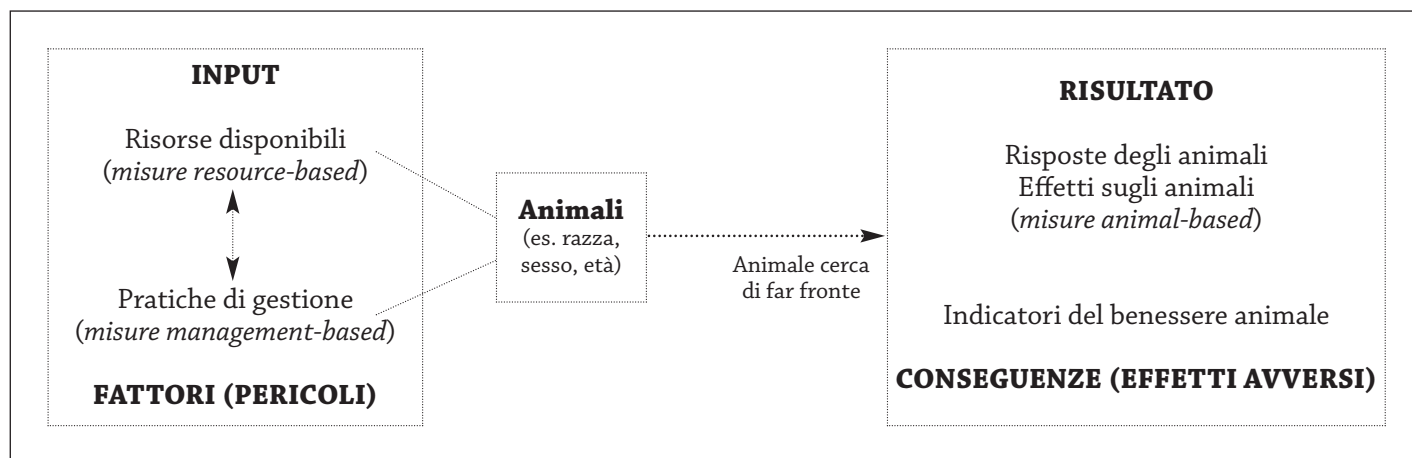 INPUT
Risorse disponibili
(misure resource-based)
Pratiche di gestione
(misure management-based)
FATTORI (PERICOLI)
Animali
(es. razza,
sesso, età)
Animale cerca
di far fronte
RISULTATO
Risposte degli animali
Effetti sugli animali
(misure animal-based)
Indicatori del benessere animale
CONSEGUENZE (EFFETTI AVVERSI)